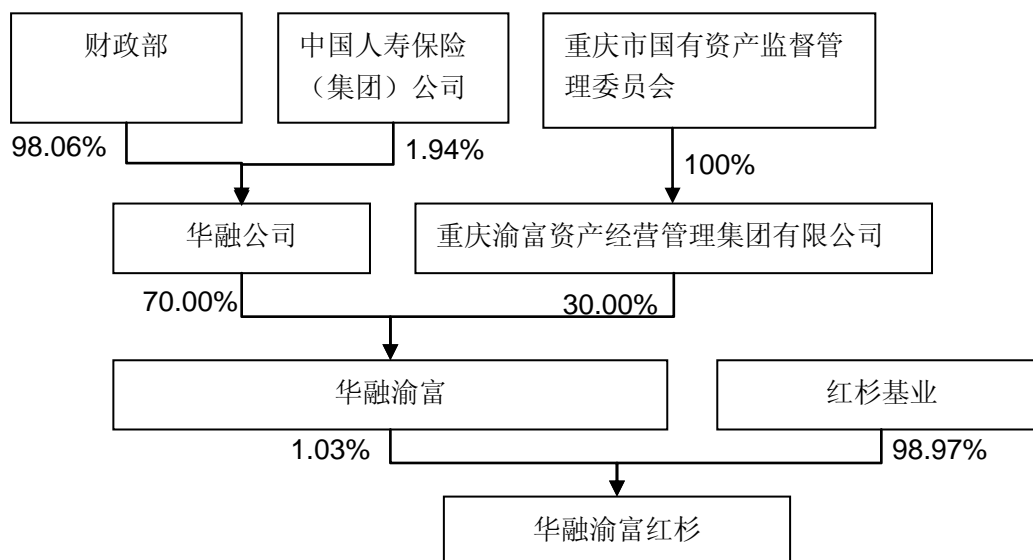 财政部
中国人寿保险
（集团）公司
重庆市国有资产监督管
理委员会
98.06%
1.94%
100%
华融公司
重庆渝富资产经营管理集团有限公司
70.00%
30.00%
华融渝富
红杉基业
1.03%
98.97%
华融渝富红杉